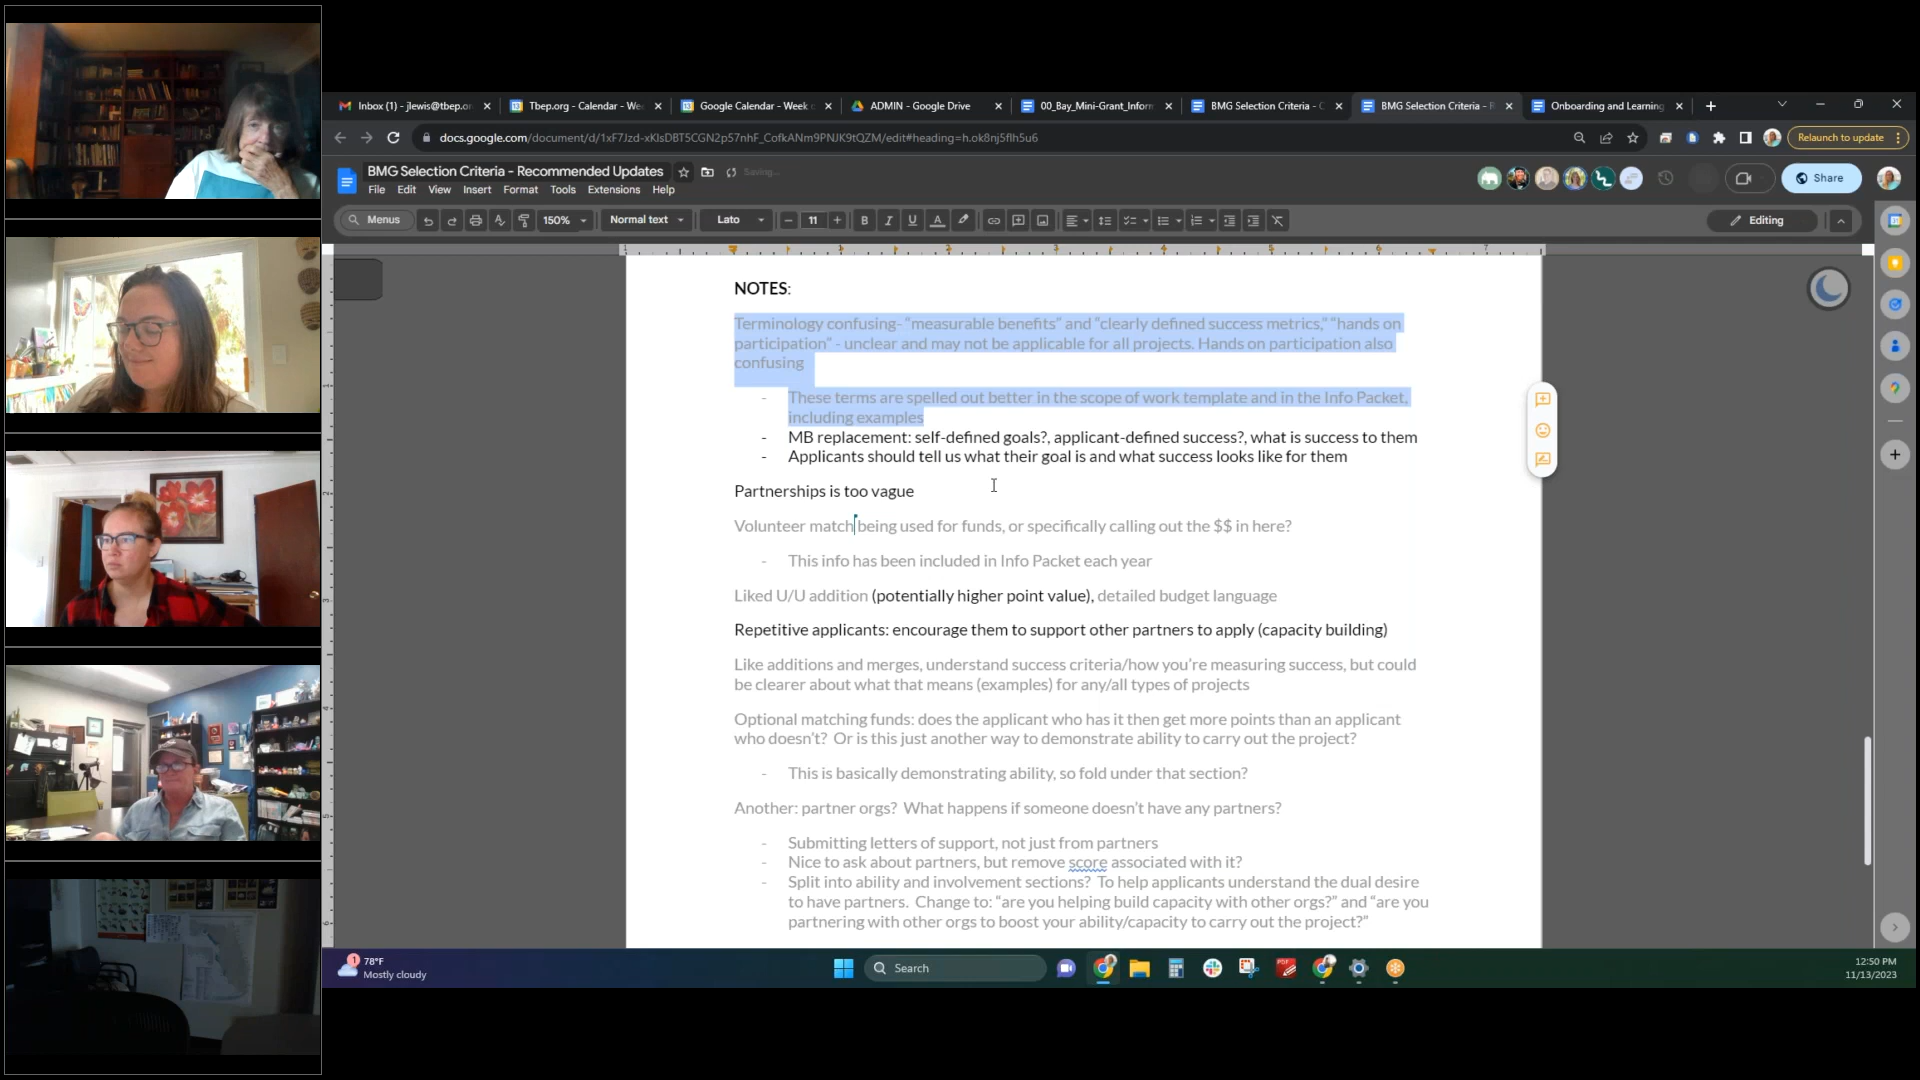 Inbox (1) - jlewis@tbep.or
Tbep.org - Calendar - We
Google Calendar - Week
ADMIN - Google Drive
00_Bay_Mini-Grant_Inform
BMG Selection Criteria - C
BMG Selection Criteria - R
Onboarding and Learning
docs.google.com/document/d/1xF7Jzd-xKIsDBT5CGN2p57nhF_CofkANm9PNJK9tQZM/edit#heading=h.ok8nj5flh5u6
Relaunch to update
BMG Selection Criteria - Recommended Updates
Saving...
File Edit View Insert Format Tools Extensions Help
Share
Menus
150%
Normal text
Lato
11
Editing
NOTES:
Terminology confusing- “measurable benefits” and “clearly defined success metrics,” “hands on
participation” - unclear and may not be applicable for all projects. Hands on participation also
confusing
- These terms are spelled out better in the scope of work template and in the Info Packet,
including examples
- MB replacement: self-defined goals?, applicant-defined success?, what is success to them
- Applicants should tell us what their goal is and what success looks like for them
Partnerships is too vague
Volunteer match being used for funds, or specifically calling out the $$ in here?
- This info has been included in Info Packet each year
Liked U/U addition (potentially higher point value), detailed budget language
Repetitive applicants: encourage them to support other partners to apply (capacity building)
Like additions and merges, understand success criteria/how you’re measuring success, but could
be clearer about what that means (examples) for any/all types of projects
Optional matching funds: does the applicant who has it then get more points than an applicant
who doesn’t? Or is this just another way to demonstrate ability to carry out the project?
- This is basically demonstrating ability, so fold under that section?
Another: partner orgs? What happens if someone doesn’t have any partners?
- Submitting letters of support, not just from partners
- Nice to ask about partners, but remove score associated with it?
- Split into ability and involvement sections? To help applicants understand the dual desire
to have partners. Change to: “are you helping build capacity with other orgs?” and “are you
partnering with other orgs to boost your ability/capacity to carry out the project?”
1
78°F
Mostly cloudy
Search
12:50 PM
11/13/2023